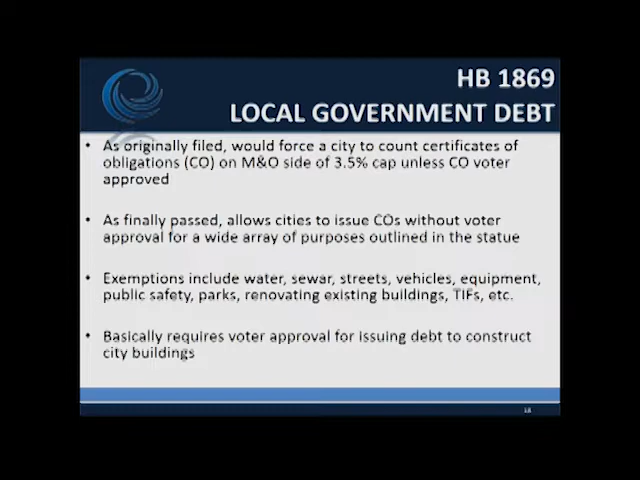 HB 1869
LOCAL GOVERNMENT DEBT
• As originally filed, would force a city to count certificates of
obligations (CO) on M&O side of 3.5% cap unless CO voter
approved
• As finally passed, allows cities to issue COs without voter
approval for a wide array of purposes outlined in the statue
• Exemptions include water, sewar, streets, vehicles, equipment,
public safety, parks, renovating existing buildings, TIFs, etc.
• Basically requires voter approval for issuing debt to construct
city buildings
18